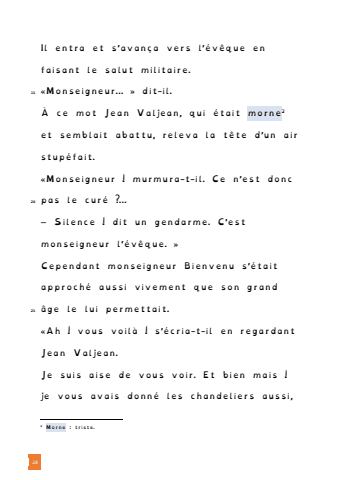 Il entra et s'avança vers l'évêque en
faisant le salut militaire.
15 «Monseigneur... » dit-il.
À ce mot Jean Valjean, qui était morne²
et semblait abattu, releva la tête d'un air
stupéfait.
«Monseigneur ! murmura-t-il. Ce n'est donc
20 pas le curé ?...
– Silence ! dit un gendarme. C'est
monseigneur l'évêque. »
Cependant monseigneur Bienvenu s'était
approché aussi vivement que son grand
25 âge le lui permettait.
«Ah ! vous voilà ! s'écria-t-il en regardant
Jean Valjean.
Je suis aise de vous voir. Et bien mais !
je vous avais donné les chandeliers aussi,
Morne : triste.